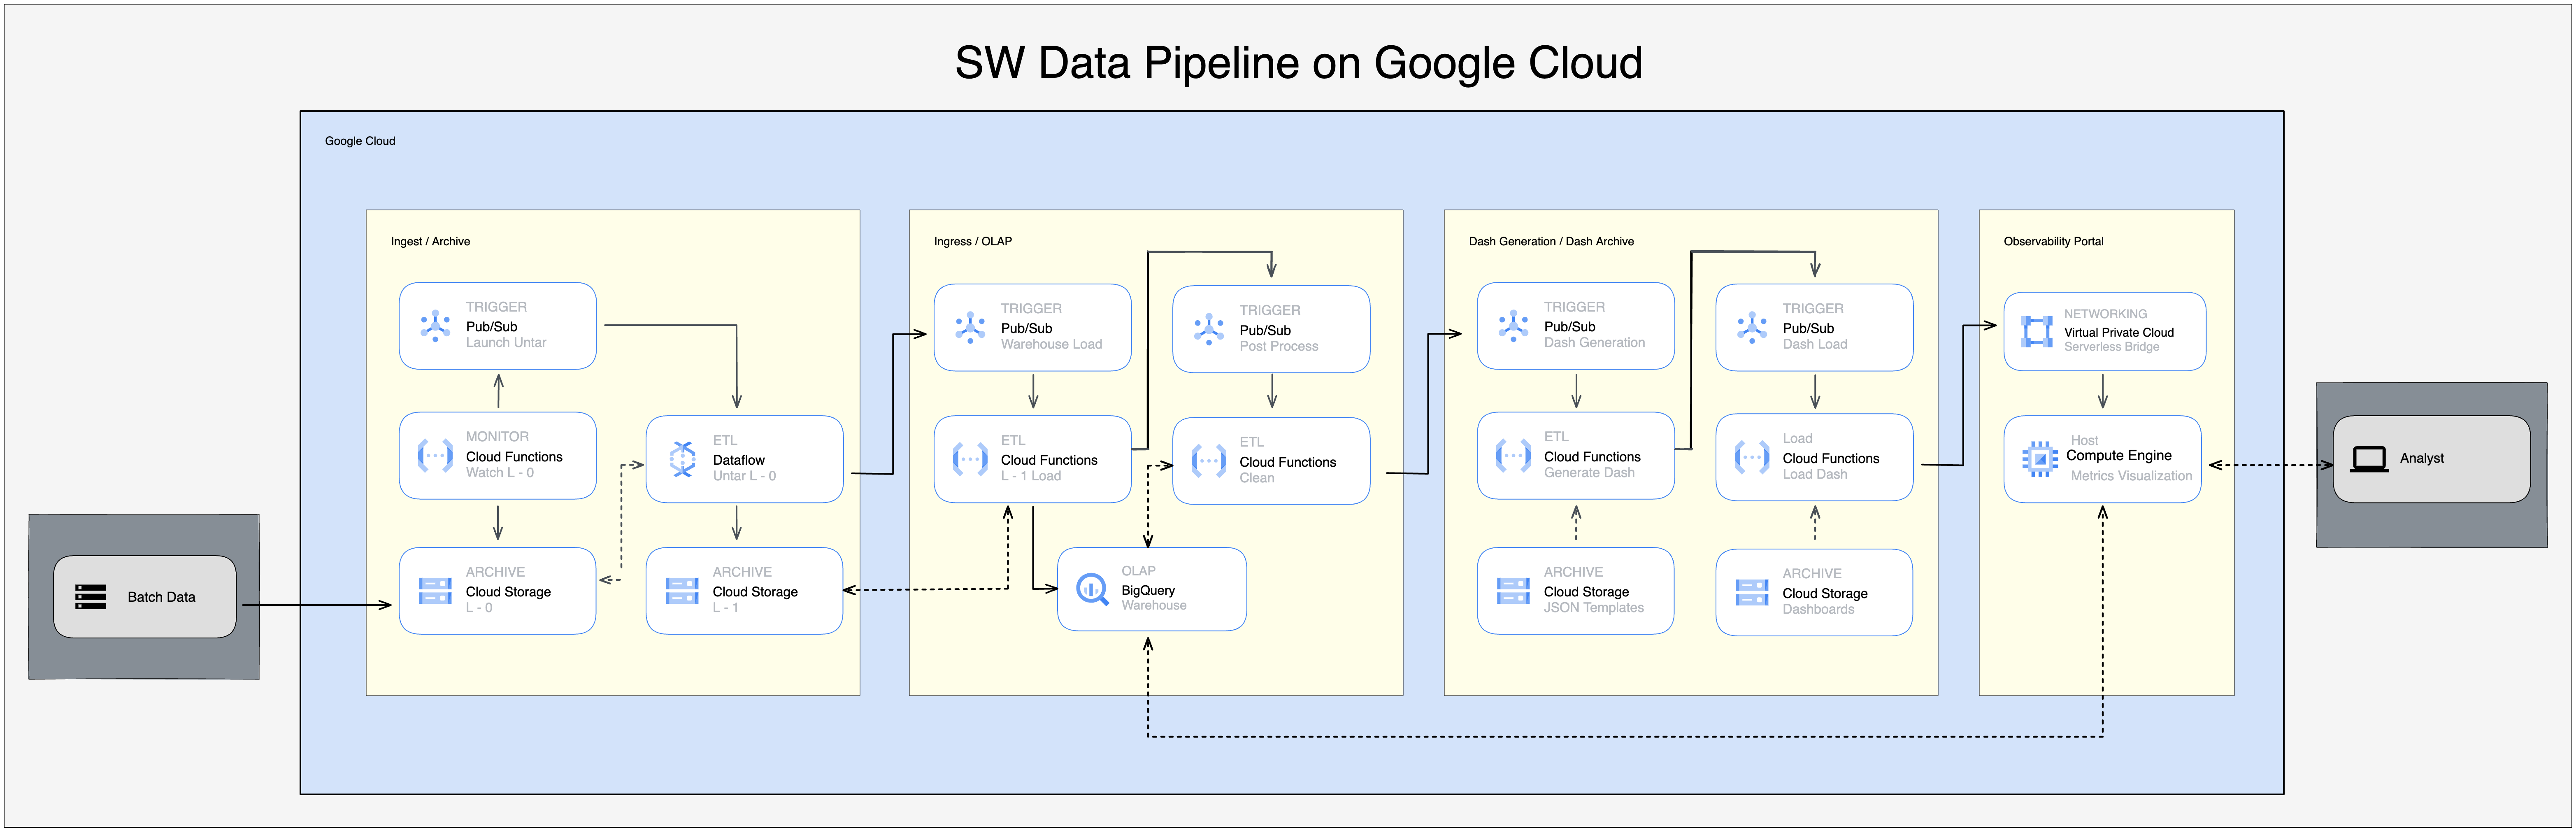 SW Data Pipeline on Google Cloud
Google Cloud
Batch Data
Ingest / Archive
TRIGGER
Pub/Sub
Launch Untar
MONITOR
Cloud Functions
Watch L - 0
ARCHIVE
Cloud Storage
L - 0
ETL
Dataflow
Untar L - 0
ARCHIVE
Cloud Storage
L - 1
Ingress / OLAP
TRIGGER
Pub/Sub
Warehouse Load
ETL
Cloud Functions
L - 1 Load
TRIGGER
Pub/Sub
Post Process
ETL
Cloud Functions
Clean
OLAP
BigQuery
Warehouse
Dash Generation / Dash Archive
TRIGGER
Pub/Sub
Dash Generation
ETL
Cloud Functions
Generate Dash
ARCHIVE
Cloud Storage
JSON Templates
TRIGGER
Pub/Sub
Dash Load
Load
Cloud Functions
Load Dash
ARCHIVE
Cloud Storage
Dashboards
Observability Portal
NETWORKING
Virtual Private Cloud
Serverless Bridge
Host
Compute Engine
Metrics Visualization
Analyst